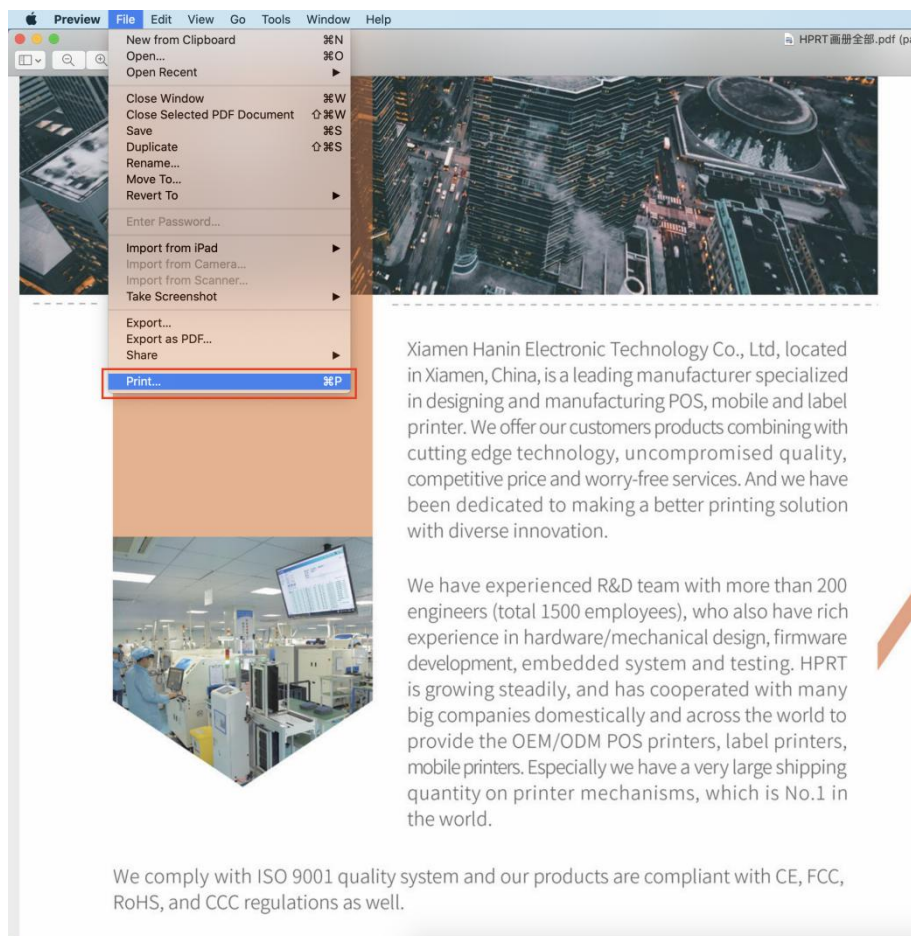 Preview File Edit View Go Tools Window Help
HPRT画册全部.pdf (pa
New from Clipboard ⌘N
Open... ⌘O
Open Recent ▶
Close Window ⌘W
Close Selected PDF Document ⇧⌘W
Save ⌘S
Duplicate ⇧⌘S
Rename...
Move To...
Revert To ▶
Enter Password...
Import from iPad ▶
Import from Camera...
Import from Scanner...
Take Screenshot ▶
Export...
Export as PDF...
Share ▶
Print... ⌘P
Xiamen Hanin Electronic Technology Co., Ltd, located
in Xiamen, China, is a leading manufacturer specialized
in designing and manufacturing POS, mobile and label
printer. We offer our customers products combining with
cutting edge technology, uncompromised quality,
competitive price and worry-free services. And we have
been dedicated to making a better printing solution
with diverse innovation.
We have experienced R&D team with more than 200
engineers (total 1500 employees), who also have rich
experience in hardware/mechanical design, firmware
development, embedded system and testing. HPRT
is growing steadily, and has cooperated with many
big companies domestically and across the world to
provide the OEM/ODM POS printers, label printers,
mobile printers. Especially we have a very large shipping
quantity on printer mechanisms, which is No.1 in
the world.
We comply with ISO 9001 quality system and our products are compliant with CE, FCC,
RoHS, and CCC regulations as well.